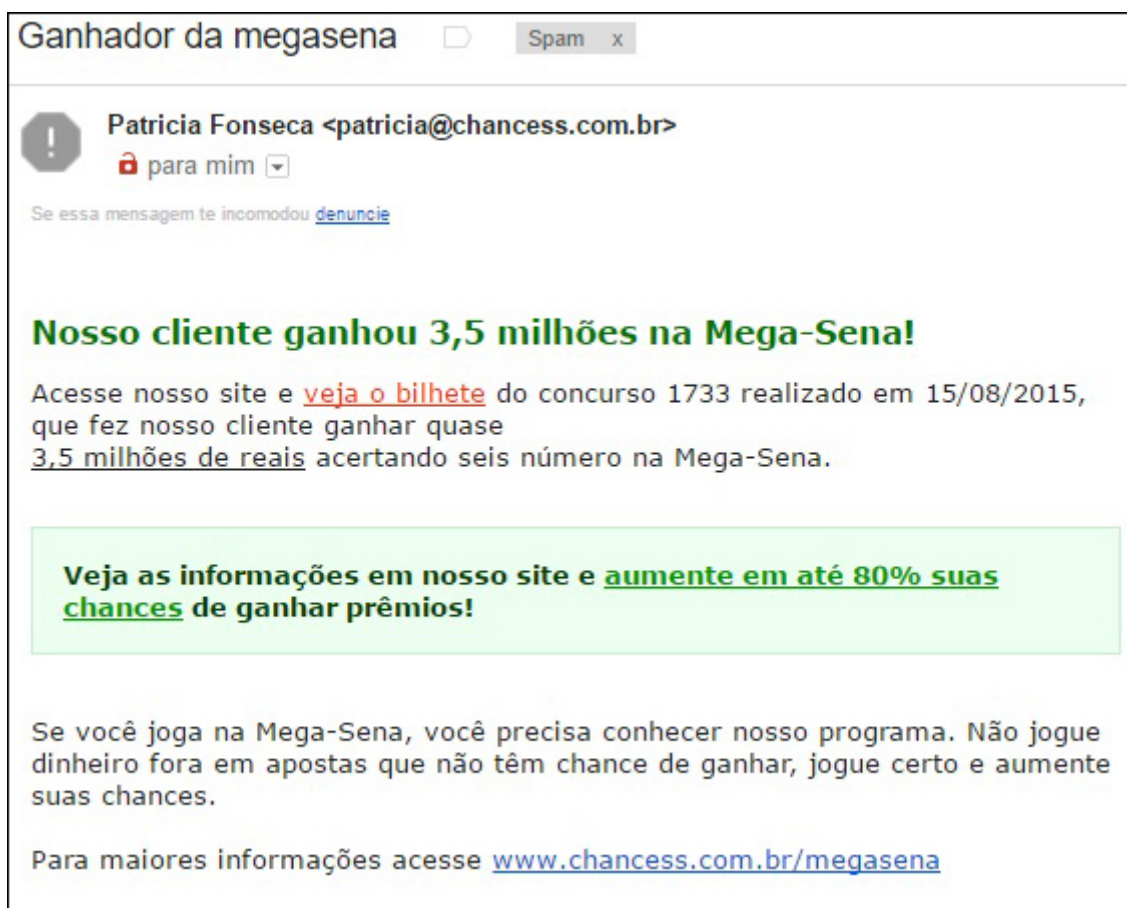 Ganhador da megasena Spam x
Patricia Fonseca <patricia@chancess.com.br>
para mim
Se essa mensagem te incomodou denuncie
Nosso cliente ganhou 3,5 milhões na Mega-Sena!
Acesse nosso site e veja o bilhete do concurso 1733 realizado em 15/08/2015,
que fez nosso cliente ganhar quase
3,5 milhões de reais acertando seis número na Mega-Sena.
Veja as informações em nosso site e aumente em até 80% suas
chances de ganhar prêmios!
Se você joga na Mega-Sena, você precisa conhecer nosso programa. Não jogue
dinheiro fora em apostas que não têm chance de ganhar, jogue certo e aumente
suas chances.
Para maiores informações acesse www.chancess.com.br/megasena